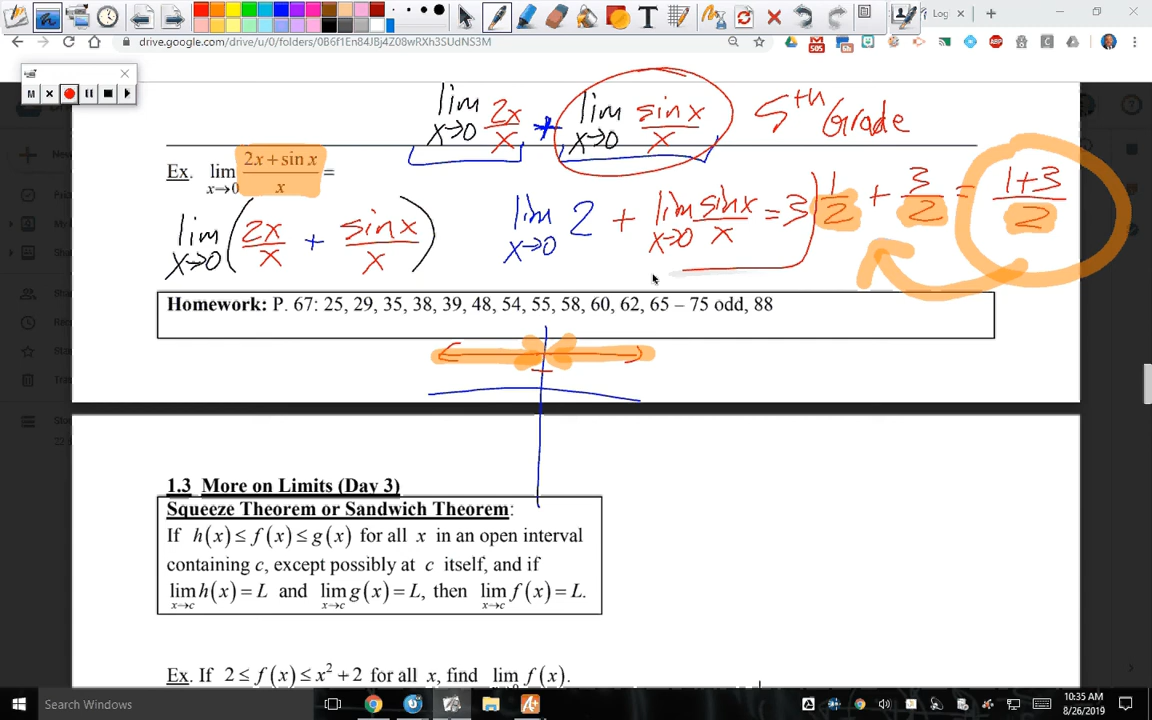 Log
drive.google.com/drive/u/0/folders/0B6f1En84JBj4Z08wRXh3SUdNS3M
M
lim x→0 2x/x + lim x→0 sin x/x 5th Grade
Ex. lim x→0 (2x + sin x)/x =
lim x→0 (2x/x + sin x/x) lim x→0 2 + lim x→0 sin x/x = 3 1/2 + 3/2 = (1+3)/2
Homework: P. 67: 25, 29, 35, 38, 39, 48, 54, 55, 58, 60, 62, 65 – 75 odd, 88
1.3 More on Limits (Day 3)
Squeeze Theorem or Sandwich Theorem:
If h(x) ≤ f(x) ≤ g(x) for all x in an open interval
containing c, except possibly at c itself, and if
lim x→c h(x) = L and lim x→c g(x) = L, then lim x→c f(x) = L.
Ex. If 2 ≤ f(x) ≤ x² + 2 for all x, find lim f(x).
Search Windows
10:35 AM
8/26/2019